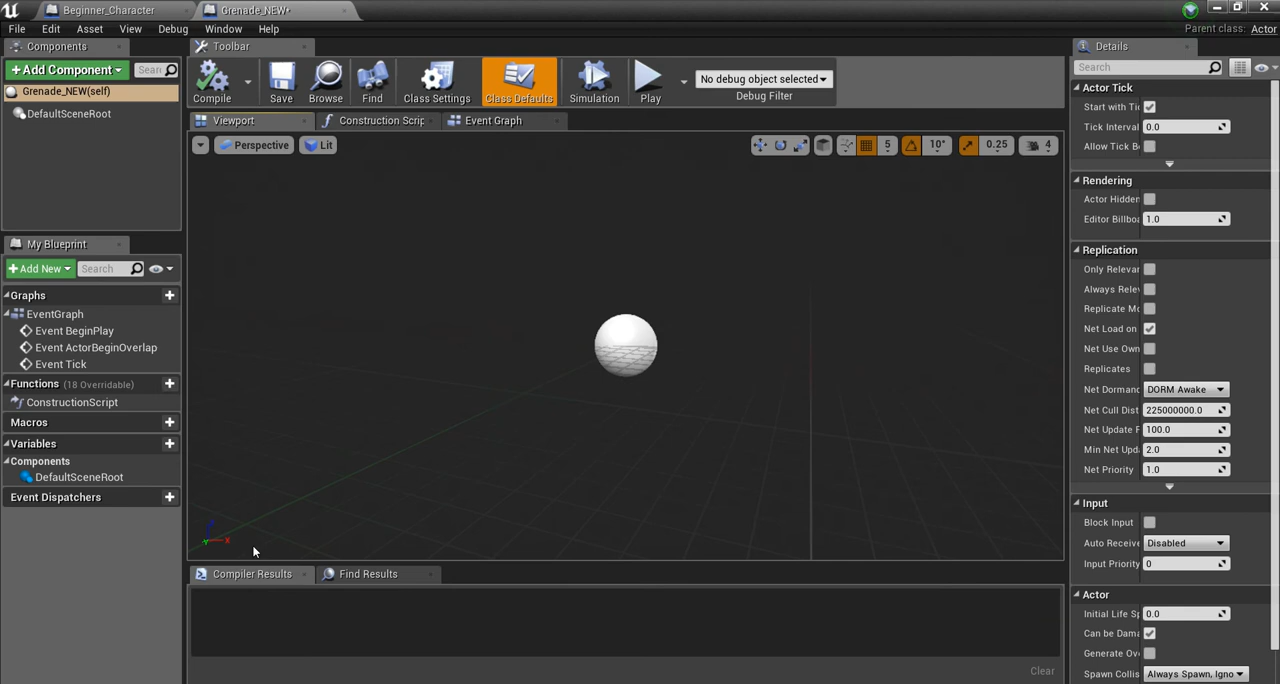 Beginner_Character
Grenade_NEW*
File Edit Asset View Debug Window Help
Parent class: Actor
Components
Toolbar
Details
+Add Component
Sear
Grenade_NEW(self)
DefaultSceneRoot
Compile
Save
Browse
Find
Class Settings
Class Defaults
Simulation
Play
No debug object selected
Debug Filter
Viewport
Construction Scrip
Event Graph
Perspective
Lit
5
10°
0.25
4
My Blueprint
+Add New
Search
Graphs
EventGraph
Event BeginPlay
Event ActorBeginOverlap
Event Tick
Functions (18 Overridable)
ConstructionScript
Macros
Variables
Components
DefaultSceneRoot
Event Dispatchers
X
Y
Compiler Results
Find Results
Clear
Search
Actor Tick
Start with Tic
Tick Interval 0.0
Allow Tick B
Rendering
Actor Hidden
Editor Billbo 1.0
Replication
Only Relevar
Always Rele
Replicate Mo
Net Load on
Net Use Own
Replicates
Net Dormanc DORM Awake
Net Cull Dist 225000000.0
Net Update F 100.0
Min Net Upd 2.0
Net Priority 1.0
Input
Block Input
Auto Receive Disabled
Input Priority 0
Actor
Initial Life Sp 0.0
Can be Dama
Generate Ov
Spawn Collis Always Spawn, Igno